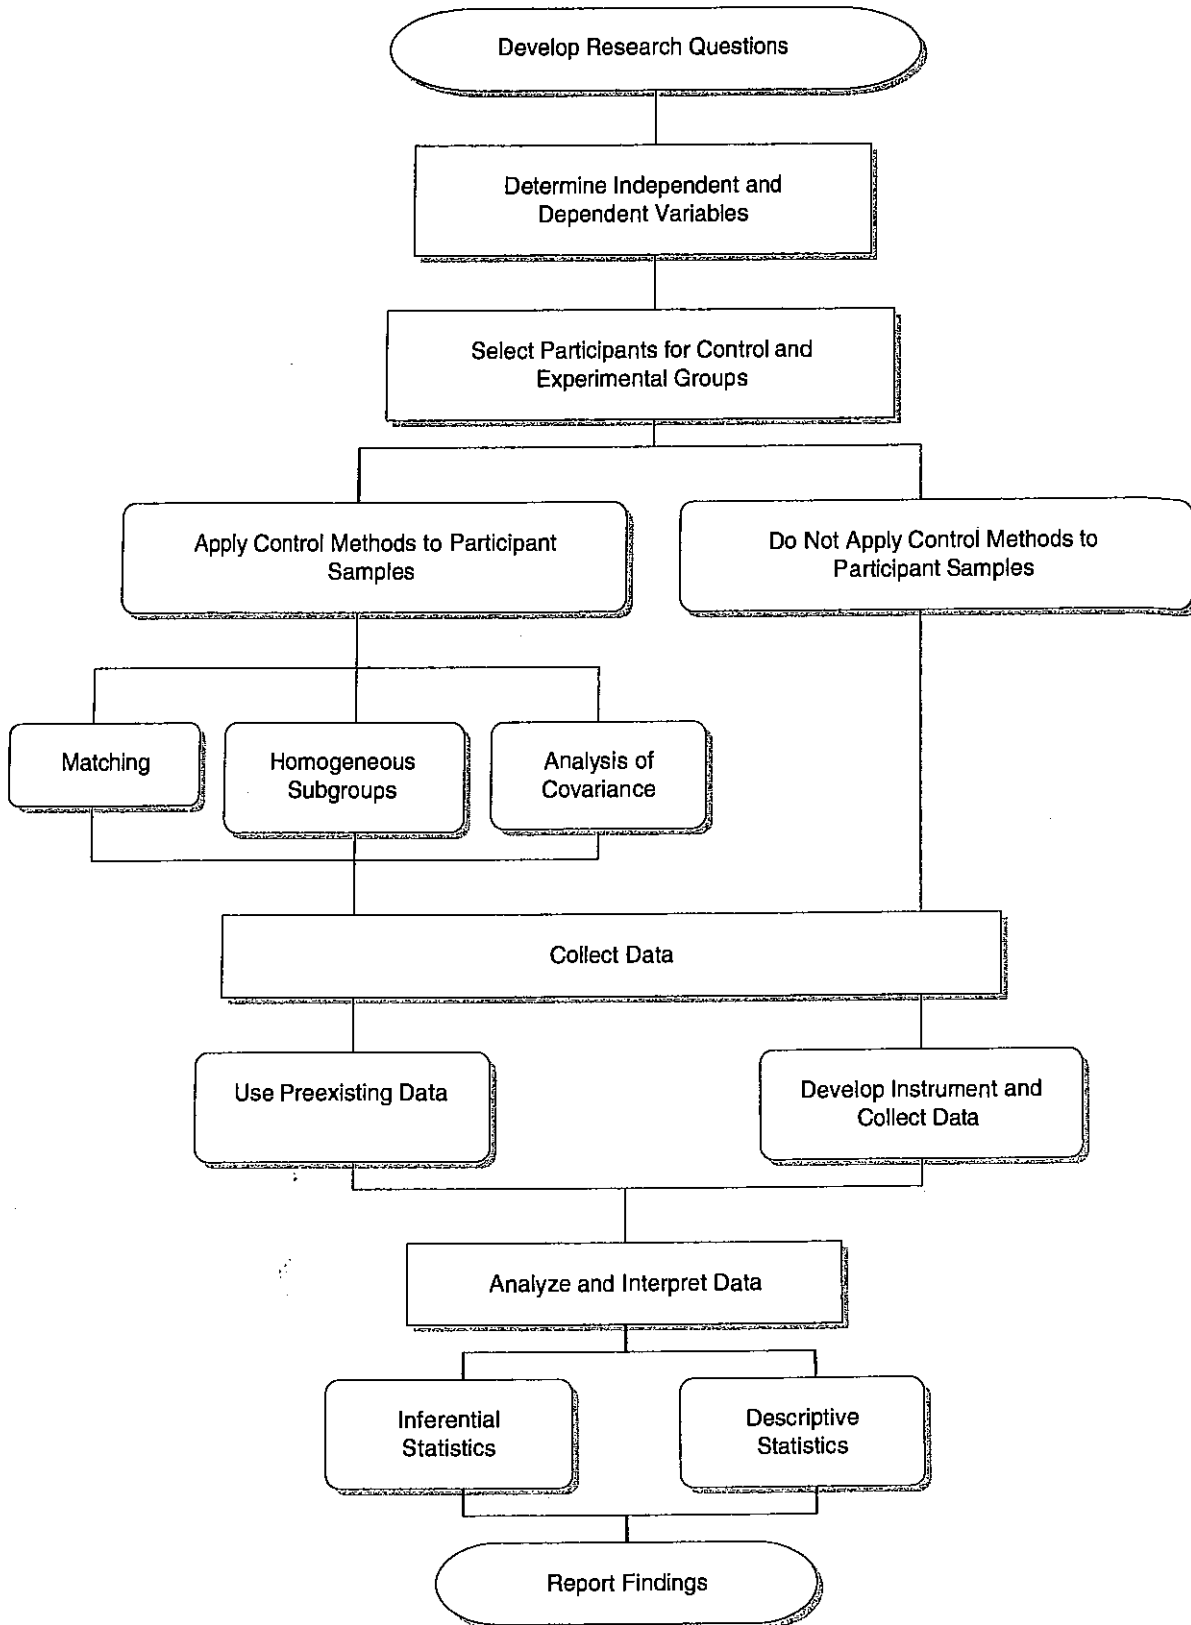 Develop Research Questions
Determine Independent and
Dependent Variables
Select Participants for Control and
Experimental Groups
Apply Control Methods to Participant
Samples
Do Not Apply Control Methods to
Participant Samples
Matching
Homogeneous
Subgroups
Analysis of
Covariance
Collect Data
Use Preexisting Data
Develop Instrument and
Collect Data
Analyze and Interpret Data
Inferential
Statistics
Descriptive
Statistics
Report Findings